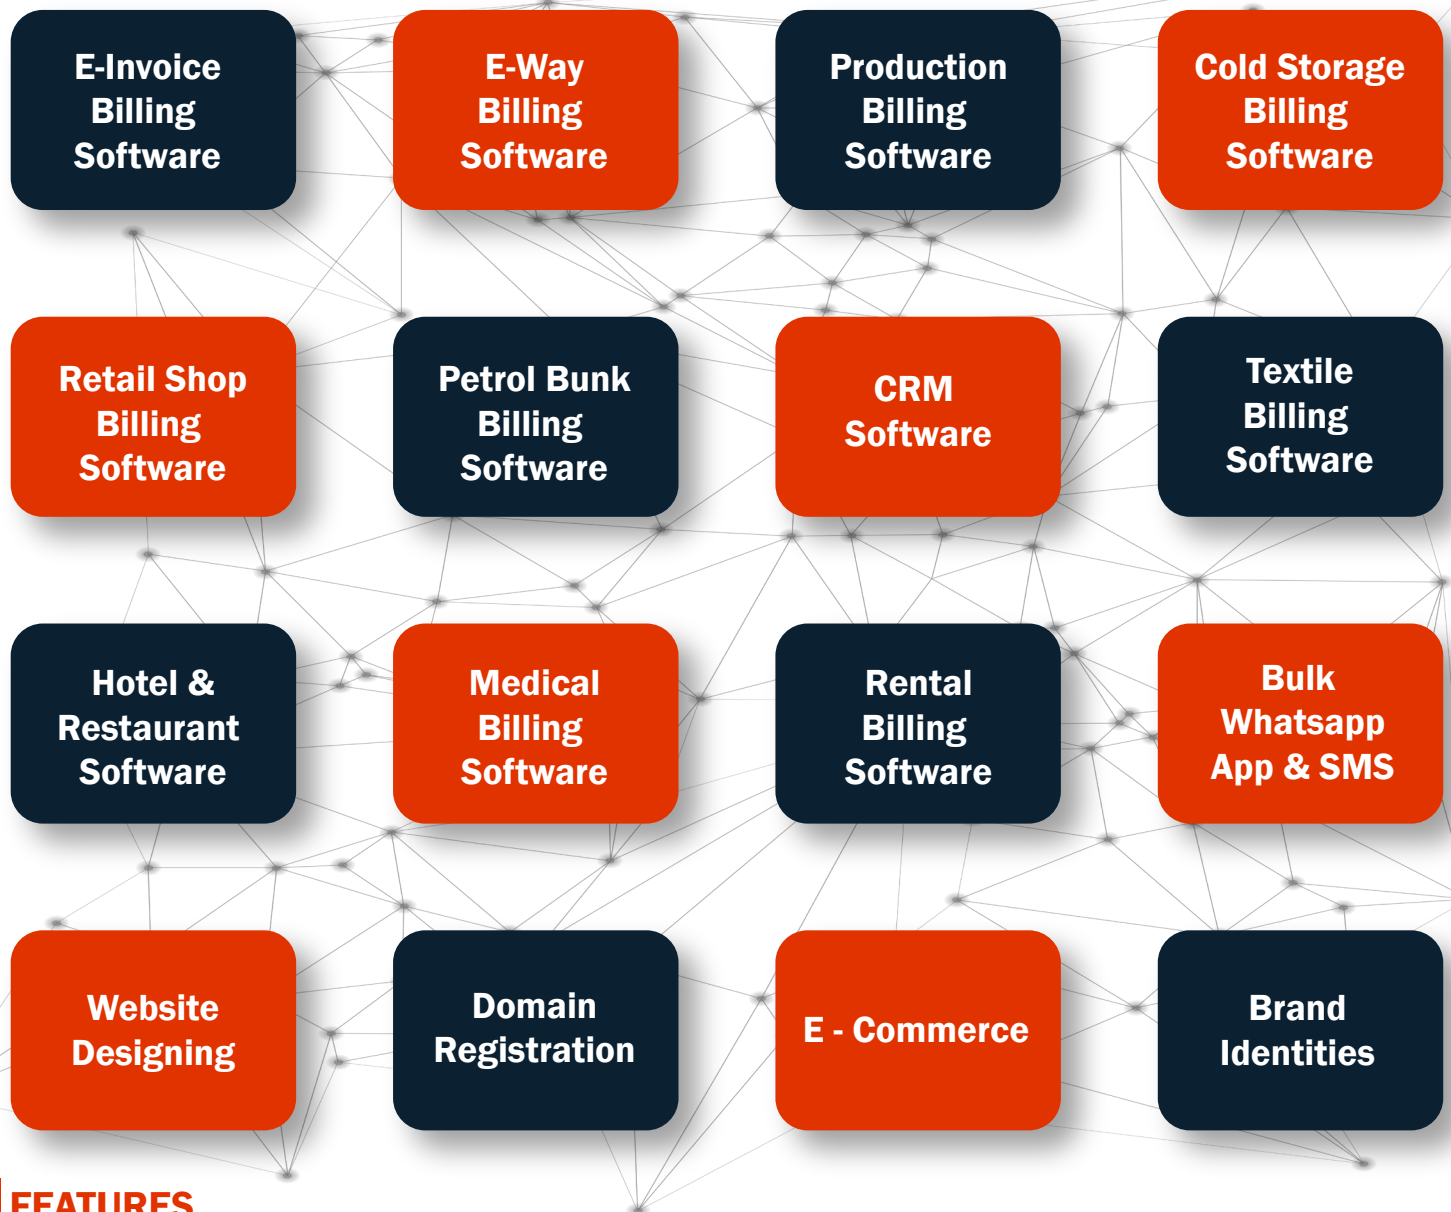 E-Invoice
Billing
Software
E-Way
Billing
Software
Production
Billing
Software
Cold Storage
Billing
Software
Retail Shop
Billing
Software
Petrol Bunk
Billing
Software
CRM
Software
Textile
Billing
Software
Hotel &
Restaurant
Software
Medical
Billing
Software
Rental
Billing
Software
Bulk
Whatsapp
App & SMS
Website
Designing
Domain
Registration
E - Commerce
Brand
Identities
FEATURES